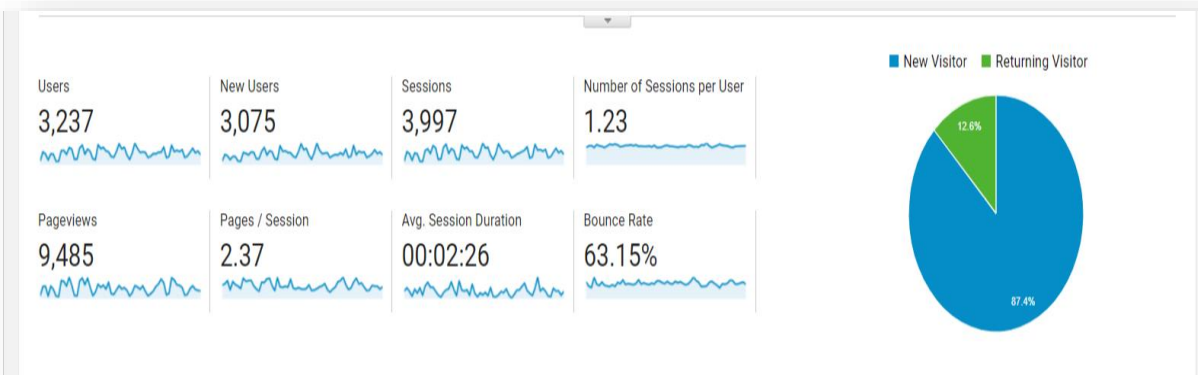 New Visitor Returning Visitor
Users New Users Sessions Number of Sessions per User
3,237 3,075 3,997 1.23
12.6%
Pageviews Pages / Session Avg. Session Duration Bounce Rate
9,485 2.37 00:02:26 63.15%
87.4%